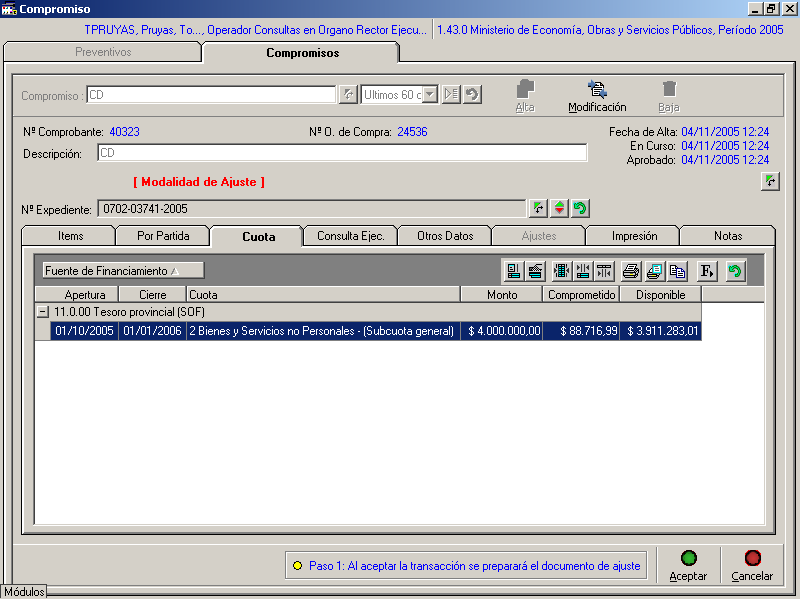 Compromiso
TPRUYAS, Pruyas, To..., Operador Consultas en Organo Rector Ejecu... 1.43.0 Ministerio de Economía, Obras y Servicios Públicos, Período 2005
Preventivos Compromisos
Compromiso : CD Ultimos 60 d Alta Modificación Baja
Nº Comprobante: 40323 Nº O. de Compra: 24536 Fecha de Alta: 04/11/2005 12:24
En Curso: 04/11/2005 12:24
Descripción: CD Aprobado: 04/11/2005 12:24
[ Modalidad de Ajuste ]
Nº Expediente: 0702-03741-2005
Items Por Partida Cuota Consulta Ejec. Otros Datos Ajustes Impresión Notas
Fuente de Financiamiento F
Apertura Cierre Cuota Monto Comprometido Disponible
11.0.00 Tesoro provincial (SOF)
01/10/2005 01/01/2006 2 Bienes y Servicios no Personales - (Subcuota general) $ 4.000.000,00 $ 88.716,99 $ 3.911.283,01
Paso 1: Al aceptar la transacción se preparará el documento de ajuste Aceptar Cancelar
Módulos